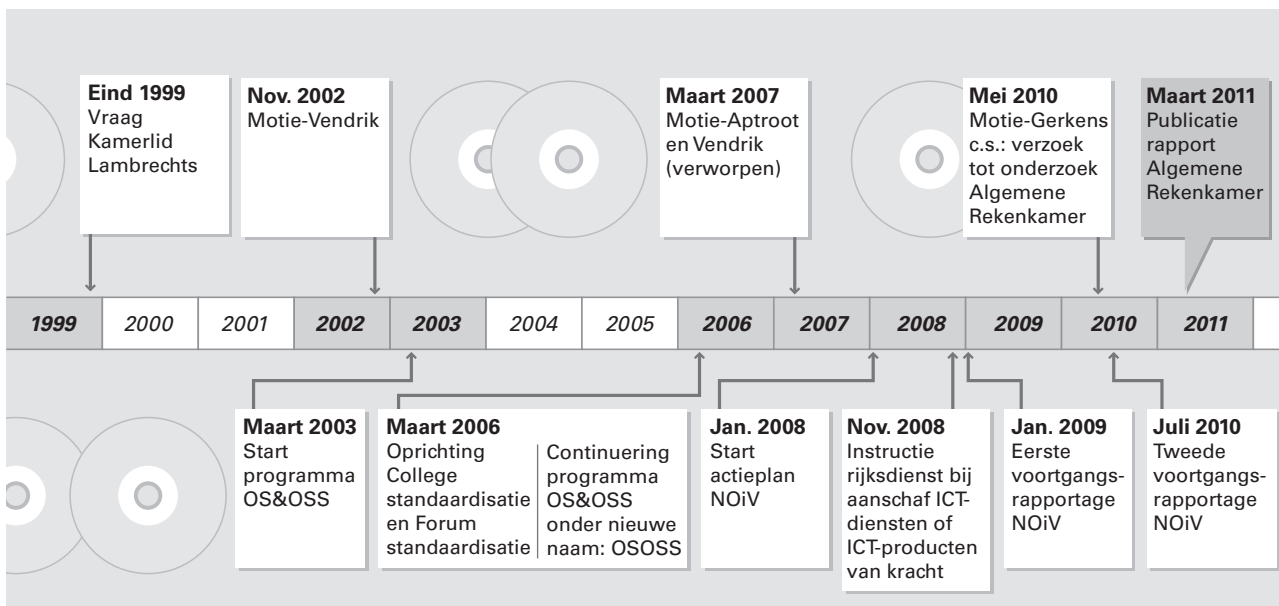 Eind 1999
Vraag
Kamerlid
Lambrechts
Nov. 2002
Motie-Vendrik
Maart 2007
Motie-Aptroot
en Vendrik
(verworpen)
Mei 2010
Motie-Gerkens
c.s.: verzoek
tot onderzoek
Algemene
Rekenkamer
Maart 2011
Publicatie
rapport
Algemene
Rekenkamer
1999 2000 2001 2002 2003 2004 2005 2006 2007 2008 2009 2010 2011
Maart 2003
Start
programma
OS&OSS
Maart 2006
Oprichting
College
standaardisatie
en Forum
standaardisatie
Continuering
programma
OS&OSS
onder nieuwe
naam: OSOSS
Jan. 2008
Start
actieplan
NOiV
Nov. 2008
Instructie
rijksdienst bij
aanschaf ICT-
diensten of
ICT-producten
van kracht
Jan. 2009
Eerste
voortgangs-
rapportage
NOiV
Juli 2010
Tweede
voortgangs-
rapportage
NOiV